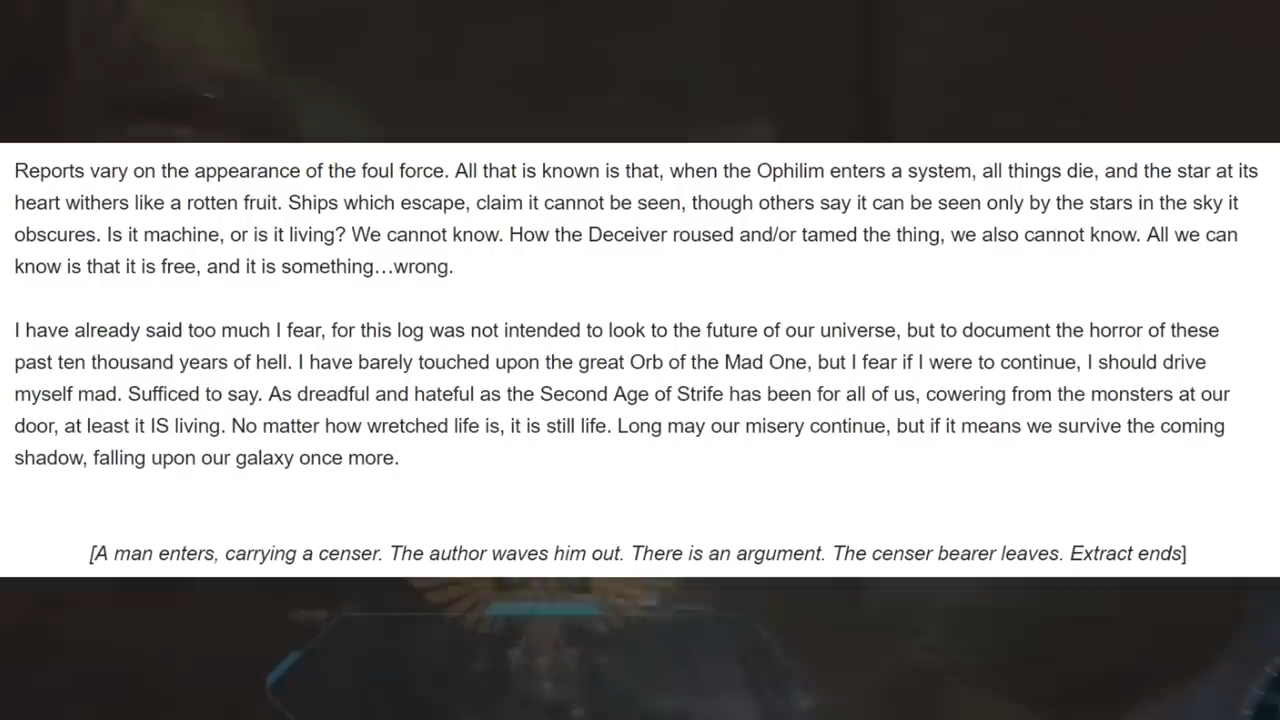 Reports vary on the appearance of the foul force. All that is known is that, when the Ophilim enters a system, all things die, and the star at its
heart withers like a rotten fruit. Ships which escape, claim it cannot be seen, though others say it can be seen only by the stars in the sky it
obscures. Is it machine, or is it living? We cannot know. How the Deceiver roused and/or tamed the thing, we also cannot know. All we can
know is that it is free, and it is something…wrong.
I have already said too much I fear, for this log was not intended to look to the future of our universe, but to document the horror of these
past ten thousand years of hell. I have barely touched upon the great Orb of the Mad One, but I fear if I were to continue, I should drive
myself mad. Sufficed to say. As dreadful and hateful as the Second Age of Strife has been for all of us, cowering from the monsters at our
door, at least it IS living. No matter how wretched life is, it is still life. Long may our misery continue, but if it means we survive the coming
shadow, falling upon our galaxy once more.
[A man enters, carrying a censer. The author waves him out. There is an argument. The censer bearer leaves. Extract ends]